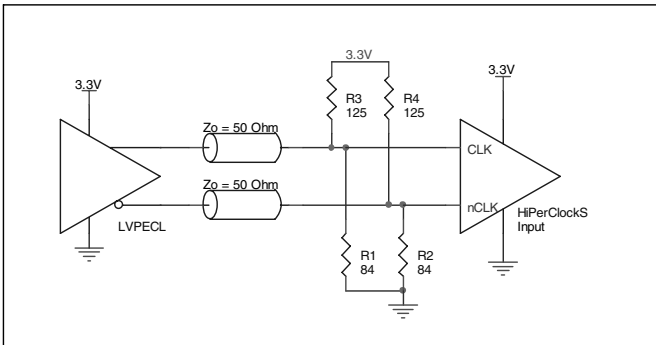 3.3V
3.3V
3.3V
R3
125
R4
125
Zo = 50 Ohm
CLK
Zo = 50 Ohm
nCLK
HiPerClockS
Input
LVPECL
R1
84
R2
84